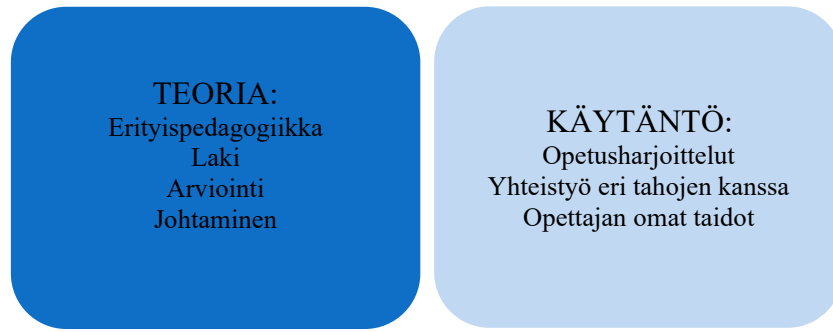 TEORIA:
Erityispedagogiikka
Laki
Arviointi
Johtaminen
KÄYTÄNTÖ:
Opetusharjoittelut
Yhteistyö eri tahojen kanssa
Opettajan omat taidot